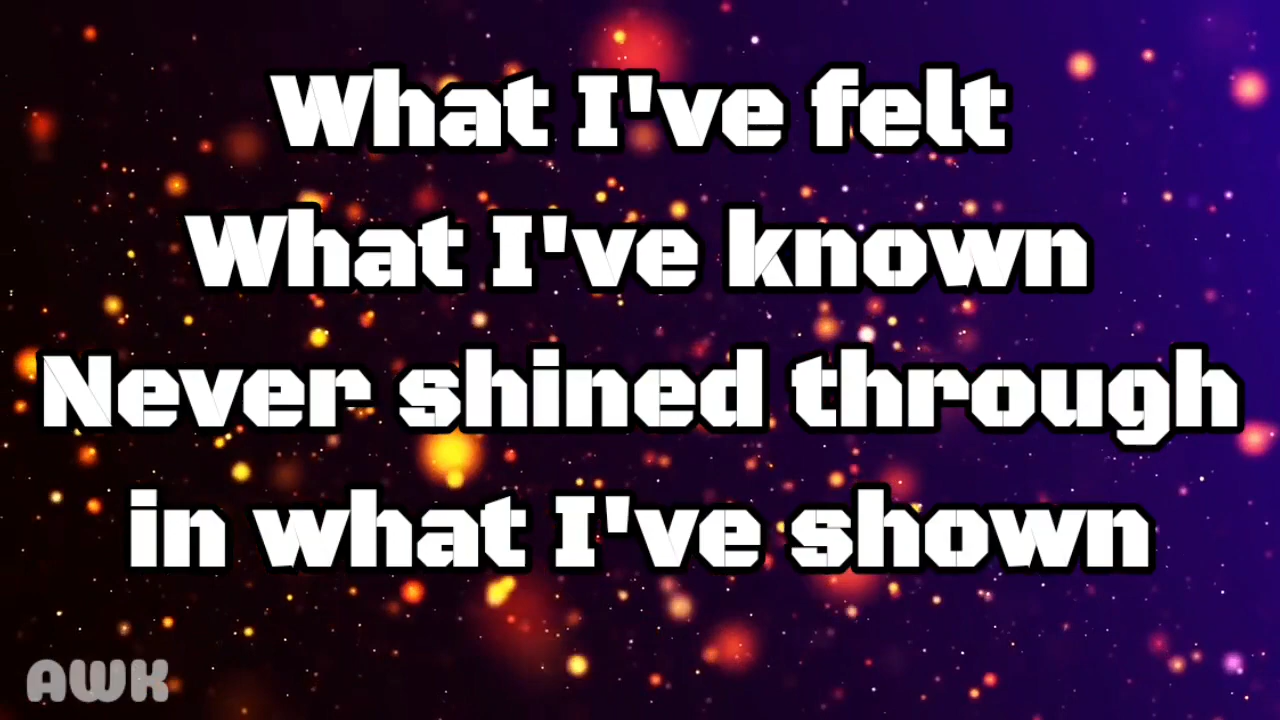 What I've felt
What I've known
Never shined through
in what I've shown
AWK